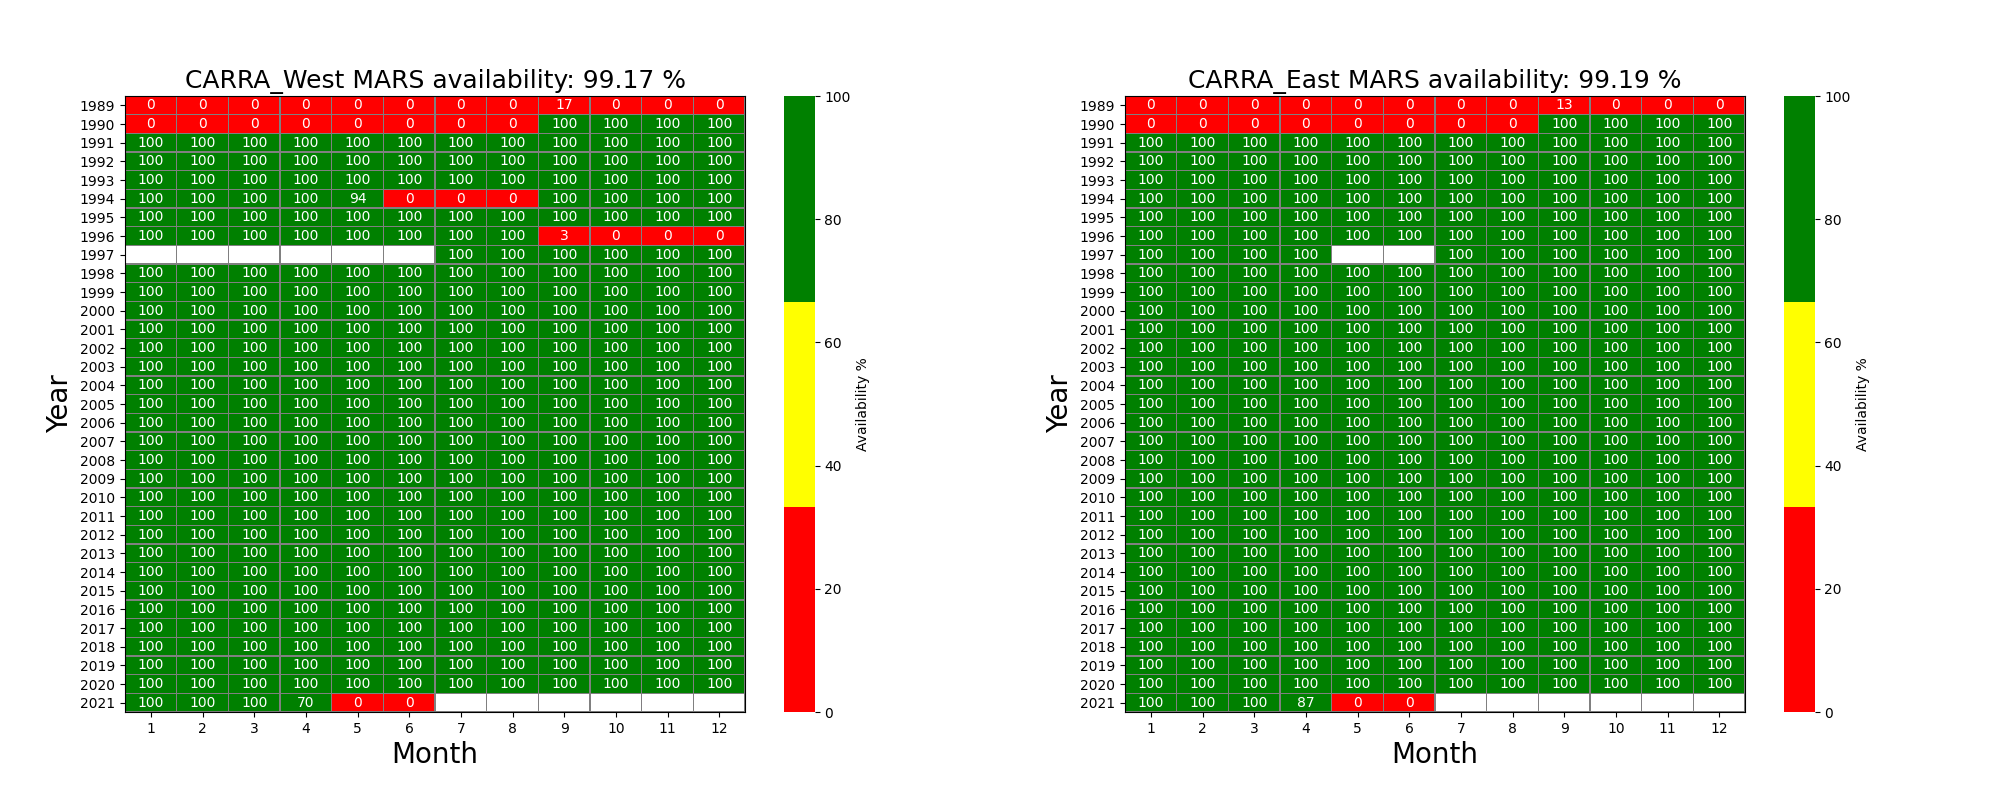 CARRA_West MARS availability: 99.17 %
1989 0 0 0 0 0 0 0 0 17 0 0 0
1990 0 0 0 0 0 0 0 0 100 100 100 100
1991 100 100 100 100 100 100 100 100 100 100 100 100
1992 100 100 100 100 100 100 100 100 100 100 100 100
1993 100 100 100 100 100 100 100 100 100 100 100 100
1994 100 100 100 100 94 0 0 0 100 100 100 100
1995 100 100 100 100 100 100 100 100 100 100 100 100
1996 100 100 100 100 100 100 100 100 3 0 0 0
1997 100 100 100 100 100 100
1998 100 100 100 100 100 100 100 100 100 100 100 100
1999 100 100 100 100 100 100 100 100 100 100 100 100
2000 100 100 100 100 100 100 100 100 100 100 100 100
2001 100 100 100 100 100 100 100 100 100 100 100 100
2002 100 100 100 100 100 100 100 100 100 100 100 100
2003 100 100 100 100 100 100 100 100 100 100 100 100
2004 100 100 100 100 100 100 100 100 100 100 100 100
2005 100 100 100 100 100 100 100 100 100 100 100 100
2006 100 100 100 100 100 100 100 100 100 100 100 100
2007 100 100 100 100 100 100 100 100 100 100 100 100
2008 100 100 100 100 100 100 100 100 100 100 100 100
2009 100 100 100 100 100 100 100 100 100 100 100 100
2010 100 100 100 100 100 100 100 100 100 100 100 100
2011 100 100 100 100 100 100 100 100 100 100 100 100
2012 100 100 100 100 100 100 100 100 100 100 100 100
2013 100 100 100 100 100 100 100 100 100 100 100 100
2014 100 100 100 100 100 100 100 100 100 100 100 100
2015 100 100 100 100 100 100 100 100 100 100 100 100
2016 100 100 100 100 100 100 100 100 100 100 100 100
2017 100 100 100 100 100 100 100 100 100 100 100 100
2018 100 100 100 100 100 100 100 100 100 100 100 100
2019 100 100 100 100 100 100 100 100 100 100 100 100
2020 100 100 100 100 100 100 100 100 100 100 100 100
2021 100 100 100 70 0 0
1 2 3 4 5 6 7 8 9 10 11 12
Month
Year
100
80
60
40
20
0
Availability %
CARRA_East MARS availability: 99.19 %
1989 0 0 0 0 0 0 0 0 13 0 0 0
1990 0 0 0 0 0 0 0 0 100 100 100 100
1991 100 100 100 100 100 100 100 100 100 100 100 100
1992 100 100 100 100 100 100 100 100 100 100 100 100
1993 100 100 100 100 100 100 100 100 100 100 100 100
1994 100 100 100 100 100 100 100 100 100 100 100 100
1995 100 100 100 100 100 100 100 100 100 100 100 100
1996 100 100 100 100 100 100 100 100 100 100 100 100
1997 100 100 100 100 100 100 100 100 100 100
1998 100 100 100 100 100 100 100 100 100 100 100 100
1999 100 100 100 100 100 100 100 100 100 100 100 100
2000 100 100 100 100 100 100 100 100 100 100 100 100
2001 100 100 100 100 100 100 100 100 100 100 100 100
2002 100 100 100 100 100 100 100 100 100 100 100 100
2003 100 100 100 100 100 100 100 100 100 100 100 100
2004 100 100 100 100 100 100 100 100 100 100 100 100
2005 100 100 100 100 100 100 100 100 100 100 100 100
2006 100 100 100 100 100 100 100 100 100 100 100 100
2007 100 100 100 100 100 100 100 100 100 100 100 100
2008 100 100 100 100 100 100 100 100 100 100 100 100
2009 100 100 100 100 100 100 100 100 100 100 100 100
2010 100 100 100 100 100 100 100 100 100 100 100 100
2011 100 100 100 100 100 100 100 100 100 100 100 100
2012 100 100 100 100 100 100 100 100 100 100 100 100
2013 100 100 100 100 100 100 100 100 100 100 100 100
2014 100 100 100 100 100 100 100 100 100 100 100 100
2015 100 100 100 100 100 100 100 100 100 100 100 100
2016 100 100 100 100 100 100 100 100 100 100 100 100
2017 100 100 100 100 100 100 100 100 100 100 100 100
2018 100 100 100 100 100 100 100 100 100 100 100 100
2019 100 100 100 100 100 100 100 100 100 100 100 100
2020 100 100 100 100 100 100 100 100 100 100 100 100
2021 100 100 100 87 0 0
1 2 3 4 5 6 7 8 9 10 11 12
Month
Year
100
80
60
40
20
0
Availability %